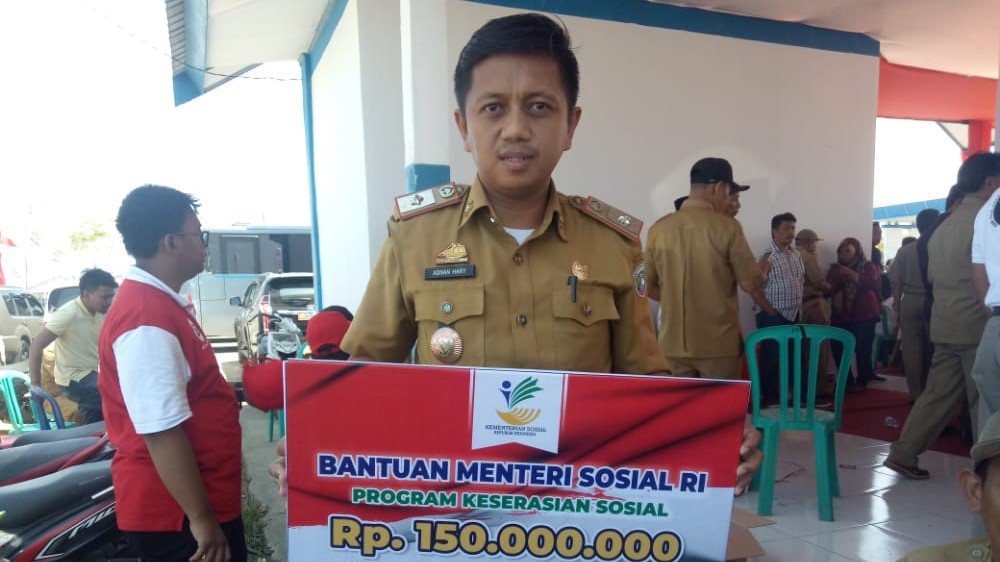 ADNAN HARY
KEMENTERIAN SOSIAL
REPUBLIK INDONESIA
BANTUAN MENTERI SOSIAL RI
PROGRAM KESERASIAN SOSIAL
Rp. 150.000.000